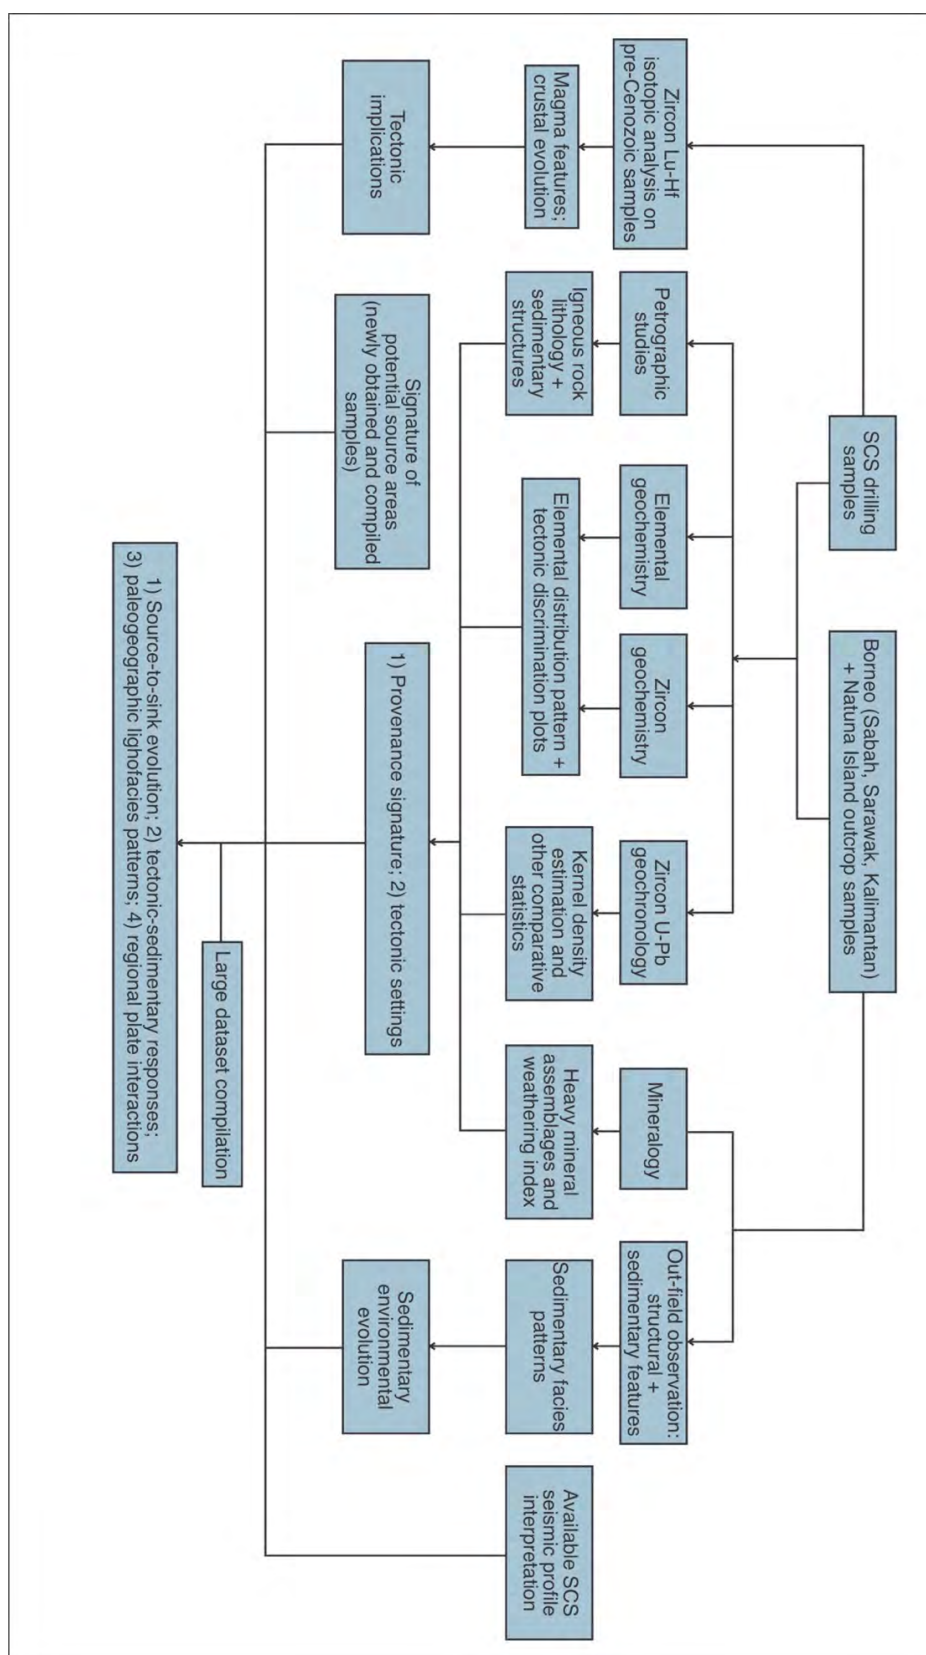 SCS drilling
samples
Borneo (Sabah, Sarawak, Kalimantan)
+ Natuna Island outcrop samples
Zircon Lu-Hf
isotopic analysis on
pre-Cenozoic samples
Petrographic
studies
Elemental
geochemistry
Zircon
geochemistry
Zircon U-Pb
geochronology
Mineralogy
Out-field observation:
structural +
sedimentary features
Magma features;
crustal evolution
Igneous rock
lithology +
sedimentary
structures
Elemental distribution pattern +
tectonic discrimination plots
Kernel density
estimation and
other comparative
statistics
Heavy mineral
assemblages and
weathering index
Sedimentary facies
patterns
Available SCS
seismic profile
interpretation
Tectonic
implications
Signature of
potential source areas
(newly obtained and compiled
samples)
1) Provenance signature; 2) tectonic settings
Sedimentary
environmental
evolution
Large dataset compilation
1) Source-to-sink evolution; 2) tectonic-sedimentary responses;
3) paleogeographic lighofacies patterns; 4) regional plate interactions